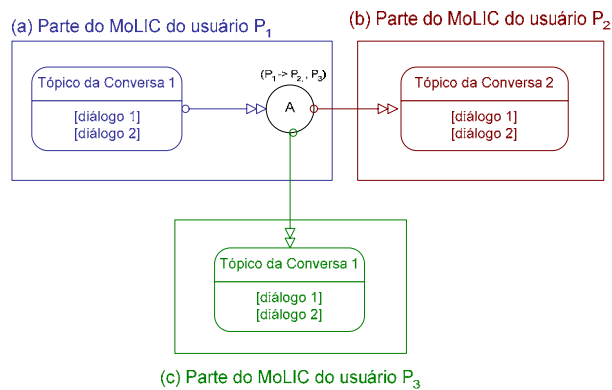 (a) Parte do MoLIC do usuário P1
(b) Parte do MoLIC do usuário P2
(P1 -> P2, , P3)
Tópico da Conversa 1
[diálogo 1]
[diálogo 2]
A
Tópico da Conversa 2
[diálogo 1]
[diálogo 2]
Tópico da Conversa 1
[diálogo 1]
[diálogo 2]
(c) Parte do MoLIC do usuário P3